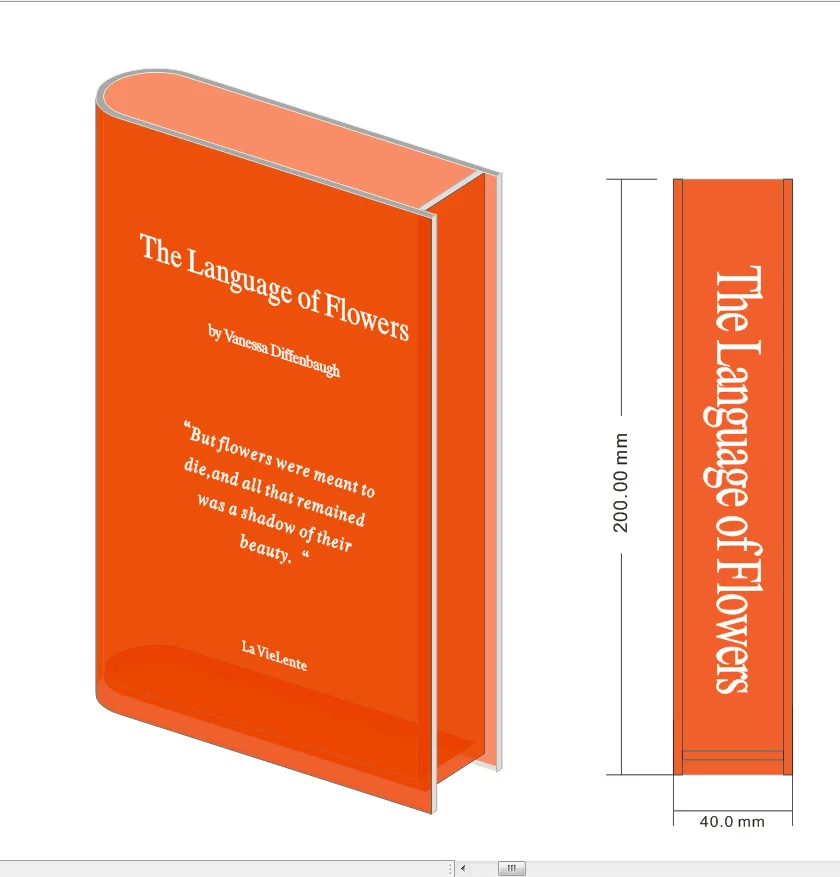 The Language of Flowers
by Vanessa Diffenbaugh
“But flowers were meant to
die,and all that remained
was a shadow of their
beauty. “
La VieLente
200.00 mm
The Language of Flowers
40.0 mm